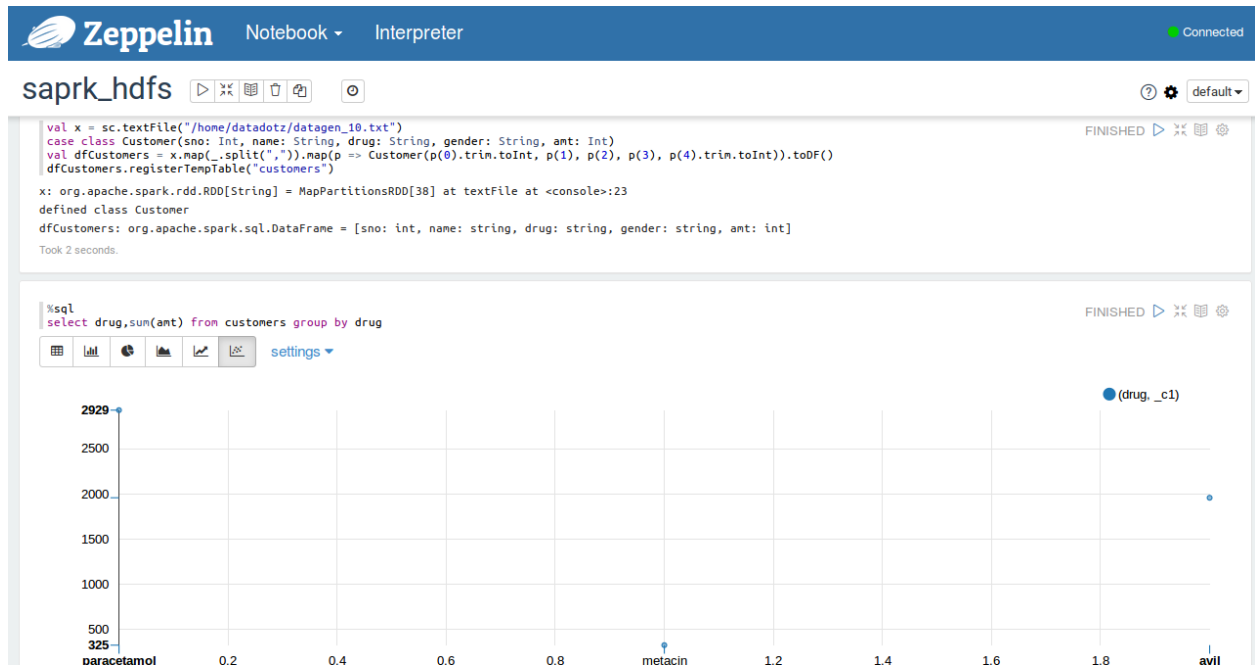 Zeppelin Notebook Interpreter Connected
saprk_hdfs default
val x = sc.textFile("/home/datadotz/datagen_10.txt") FINISHED
case class Customer(sno: Int, name: String, drug: String, gender: String, amt: Int)
val dfCustomers = x.map(_.split(",")).map(p => Customer(p(0).trim.toInt, p(1), p(2), p(3), p(4).trim.toInt)).toDF()
dfCustomers.registerTempTable("customers")
x: org.apache.spark.rdd.RDD[String] = MapPartitionsRDD[38] at textFile at <console>:23
defined class Customer
dfCustomers: org.apache.spark.sql.DataFrame = [sno: int, name: string, drug: string, gender: string, amt: int]
Took 2 seconds.
%sql FINISHED
select drug,sum(amt) from customers group by drug
settings
(drug, _c1)
2929
2500
2000
1500
1000
500
325
paracetamol 0.2 0.4 0.6 0.8 metacin 1.2 1.4 1.6 1.8 avil